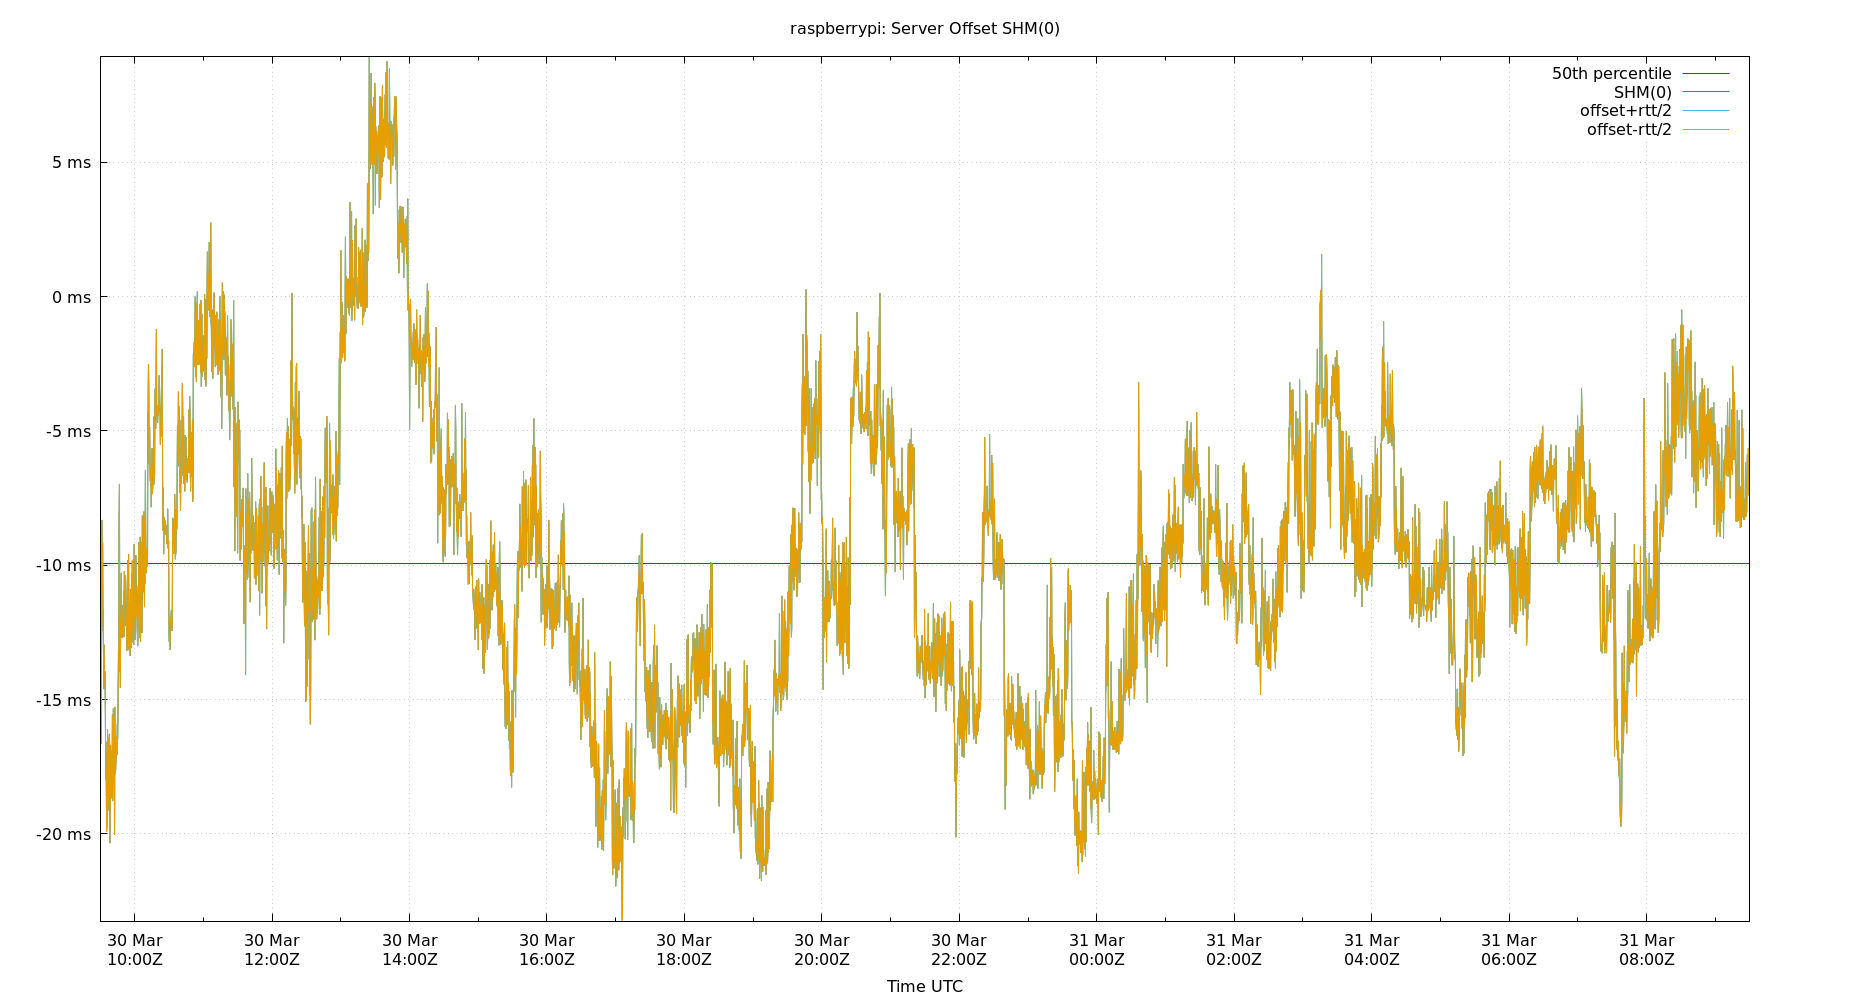 raspberrypi: Server Offset SHM(0)
50th percentile
SHM(0)
offset+rtt/2
offset-rtt/2
5 ms
0 ms
-5 ms
-10 ms
-15 ms
-20 ms
30 Mar 30 Mar 30 Mar 30 Mar 30 Mar 30 Mar 30 Mar 31 Mar 31 Mar 31 Mar 31 Mar 31 Mar
10:00Z 12:00Z 14:00Z 16:00Z 18:00Z 20:00Z 22:00Z 00:00Z 02:00Z 04:00Z 06:00Z 08:00Z
Time UTC